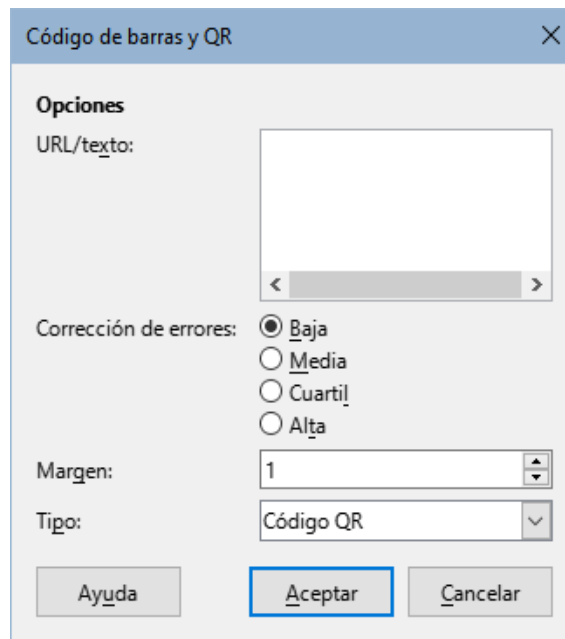 Código de barras y QR
Opciones
URL/texto:
Corrección de errores:
Baja
Media
Cuartil
Alta
Margen: 1
Tipo: Código QR
Ayuda Aceptar Cancelar